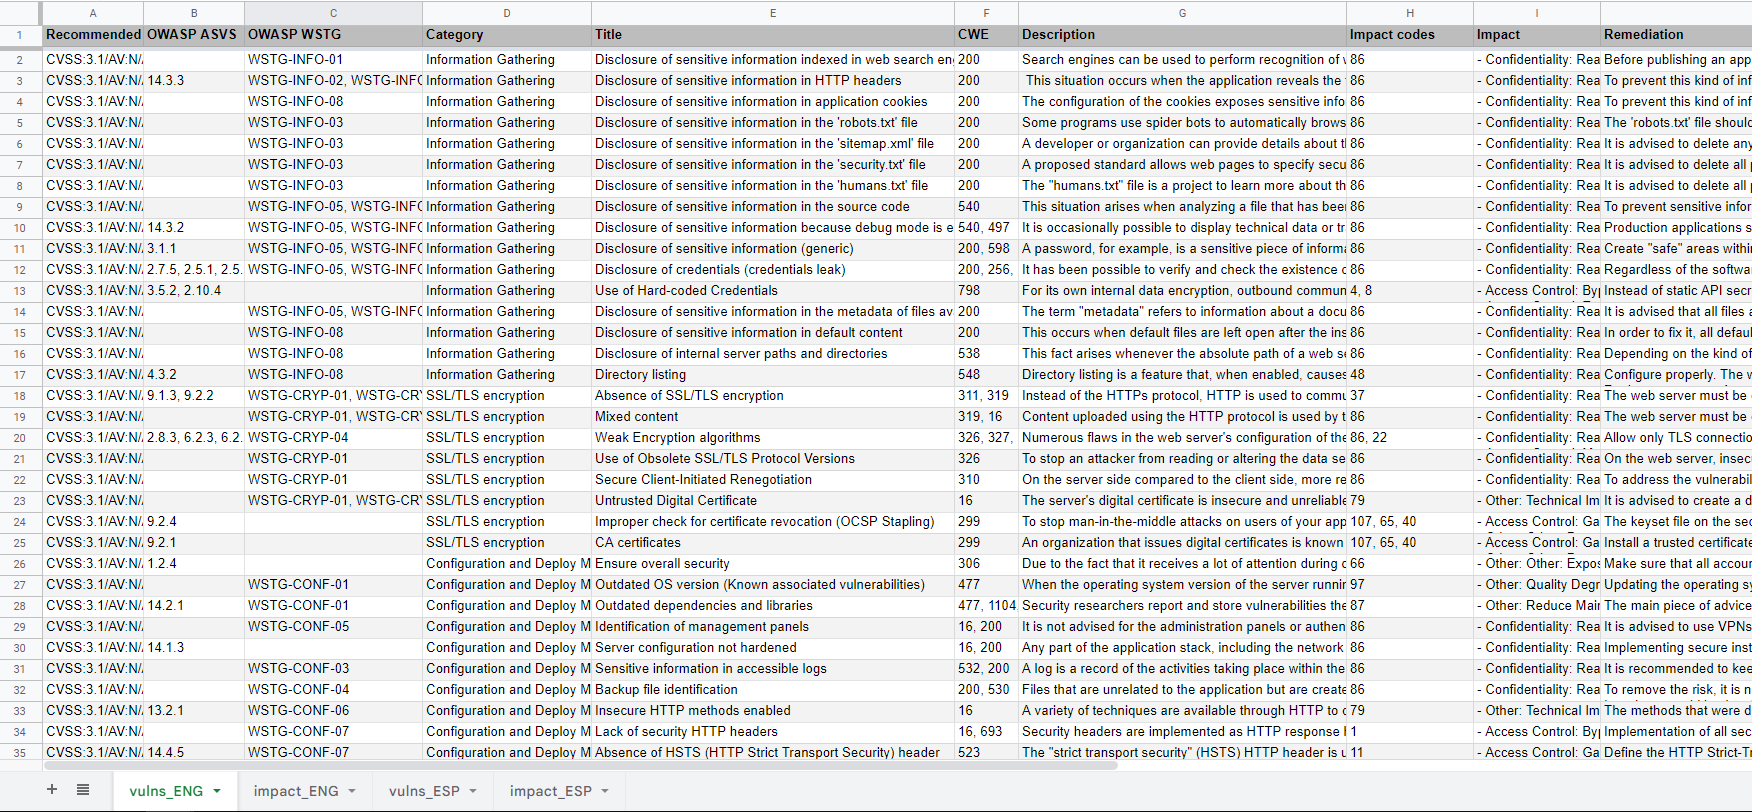 A B C D E F G H I
1 Recommended OWASP ASVS OWASP WSTG Category Title CWE Description Impact codes Impact Remediation
2 CVSS:3.1/AV:N/ WSTG-INFO-01 Information Gathering Disclosure of sensitive information indexed in web search en 200 Search engines can be used to perform recognition of 86 - Confidentiality: Rea Before publishing an app
3 CVSS:3.1/AV:N/ 14.3.3 WSTG-INFO-02, WSTG-INFO Information Gathering Disclosure of sensitive information in HTTP headers 200 This situation occurs when the application reveals the 86 - Confidentiality: Rea To prevent this kind of inf
4 CVSS:3.1/AV:N/ WSTG-INFO-08 Information Gathering Disclosure of sensitive information in application cookies 200 The configuration of the cookies exposes sensitive info 86 - Confidentiality: Rea To prevent this kind of inf
5 CVSS:3.1/AV:N/ WSTG-INFO-03 Information Gathering Disclosure of sensitive information in the 'robots.txt' file 200 Some programs use spider bots to automatically brows 86 - Confidentiality: Rea The 'robots.txt' file should
6 CVSS:3.1/AV:N/ WSTG-INFO-03 Information Gathering Disclosure of sensitive information in the 'sitemap.xml' file 200 A developer or organization can provide details about t 86 - Confidentiality: Rea It is advised to delete any
7 CVSS:3.1/AV:N/ WSTG-INFO-03 Information Gathering Disclosure of sensitive information in the 'security.txt' file 200 A proposed standard allows web pages to specify secu 86 - Confidentiality: Rea It is advised to delete all
8 CVSS:3.1/AV:N/ WSTG-INFO-03 Information Gathering Disclosure of sensitive information in the 'humans.txt' file 200 The "humans.txt" file is a project to learn more about th 86 - Confidentiality: Rea It is advised to delete all
9 CVSS:3.1/AV:N/ WSTG-INFO-05, WSTG-INFO Information Gathering Disclosure of sensitive information in the source code 540 This situation arises when analyzing a file that has bee 86 - Confidentiality: Rea To prevent sensitive infor
10 CVSS:3.1/AV:N/ 14.3.2 WSTG-INFO-05, WSTG-INFO Information Gathering Disclosure of sensitive information because debug mode is e 540, 497 It is occasionally possible to display technical data or tr 86 - Confidentiality: Rea Production applications s
11 CVSS:3.1/AV:N/ 3.1.1 WSTG-INFO-05, WSTG-INFO Information Gathering Disclosure of sensitive information (generic) 200, 598 A password, for example, is a sensitive piece of informa 86 - Confidentiality: Rea Create "safe" areas within
12 CVSS:3.1/AV:N/ 2.7.5, 2.5.1, 2.5. WSTG-INFO-05, WSTG-INFO Information Gathering Disclosure of credentials (credentials leak) 200, 256, It has been possible to verify and check the existence 86 - Confidentiality: Rea Regardless of the softwa
13 CVSS:3.1/AV:N/ 3.5.2, 2.10.4 Information Gathering Use of Hard-coded Credentials 798 For its own internal data encryption, outbound commun 4, 8 - Access Control: Byp Instead of static API secr
14 CVSS:3.1/AV:N/ WSTG-INFO-05, WSTG-INFO Information Gathering Disclosure of sensitive information in the metadata of files av 200 The term "metadata" refers to information about a docu 86 - Confidentiality: Rea It is advised that all files
15 CVSS:3.1/AV:N/ WSTG-INFO-08 Information Gathering Disclosure of sensitive information in default content 200 This occurs when default files are left open after the ins 86 - Confidentiality: Rea In order to fix it, all defaul
16 CVSS:3.1/AV:N/ WSTG-INFO-08 Information Gathering Disclosure of internal server paths and directories 538 This fact arises whenever the absolute path of a web s 86 - Confidentiality: Rea Depending on the kind of
17 CVSS:3.1/AV:N/ 4.3.2 WSTG-INFO-08 Information Gathering Directory listing 548 Directory listing is a feature that, when enabled, causes 48 - Confidentiality: Rea Configure properly. The w
18 CVSS:3.1/AV:N/ 9.1.3, 9.2.2 WSTG-CRYP-01, WSTG-CRY SSL/TLS encryption Absence of SSL/TLS encryption 311, 319 Instead of the HTTPs protocol, HTTP is used to commu 37 - Confidentiality: Rea The web server must be
19 CVSS:3.1/AV:N/ WSTG-CRYP-01, WSTG-CRY SSL/TLS encryption Mixed content 319, 16 Content uploaded using the HTTP protocol is used by t 86 - Confidentiality: Rea The web server must be
20 CVSS:3.1/AV:N/ 2.8.3, 6.2.3, 6.2. WSTG-CRYP-04 SSL/TLS encryption Weak Encryption algorithms 326, 327, Numerous flaws in the web server's configuration of the 86, 22 - Confidentiality: Rea Allow only TLS connectio
21 CVSS:3.1/AV:N/ WSTG-CRYP-01 SSL/TLS encryption Use of Obsolete SSL/TLS Protocol Versions 326 To stop an attacker from reading or altering the data se 86 - Confidentiality: Rea On the web server, insec
22 CVSS:3.1/AV:N/ WSTG-CRYP-01 SSL/TLS encryption Secure Client-Initiated Renegotiation 310 On the server side compared to the client side, more re 86 - Confidentiality: Rea To address the vulnerabil
23 CVSS:3.1/AV:N/ WSTG-CRYP-01, WSTG-CRY SSL/TLS encryption Untrusted Digital Certificate 16 The server's digital certificate is insecure and unreliable 79 - Other: Technical Im It is advised to create a d
24 CVSS:3.1/AV:N/ 9.2.4 SSL/TLS encryption Improper check for certificate revocation (OCSP Stapling) 299 To stop man-in-the-middle attacks on users of your app 107, 65, 40 - Access Control: Ga The keyset file on the sec
25 CVSS:3.1/AV:N/ 9.2.1 SSL/TLS encryption CA certificates 299 An organization that issues digital certificates is known 107, 65, 40 - Access Control: Ga Install a trusted certificate
26 CVSS:3.1/AV:N/ 1.2.4 Configuration and Deploy M Ensure overall security 306 Due to the fact that it receives a lot of attention during 66 - Other: Other: Expos Make sure that all accour
27 CVSS:3.1/AV:N/ WSTG-CONF-01 Configuration and Deploy M Outdated OS version (Known associated vulnerabilities) 477 When the operating system version of the server runnin 97 - Other: Quality Degr Updating the operating sy
28 CVSS:3.1/AV:N/ 14.2.1 WSTG-CONF-01 Configuration and Deploy M Outdated dependencies and libraries 477, 1104 Security researchers report and store vulnerabilities the 87 - Other: Reduce Mair The main piece of advice
29 CVSS:3.1/AV:N/ WSTG-CONF-05 Configuration and Deploy M Identification of management panels 16, 200 It is not advised for the administration panels or authen 86 - Confidentiality: Rea It is advised to use VPNs
30 CVSS:3.1/AV:N/ 14.1.3 Configuration and Deploy M Server configuration not hardened 16, 200 Any part of the application stack, including the network 86 - Confidentiality: Rea Implementing secure inst
31 CVSS:3.1/AV:N/ WSTG-CONF-03 Configuration and Deploy M Sensitive information in accessible logs 532, 200 A log is a record of the activities taking place within the 86 - Confidentiality: Rea It is recommended to kee
32 CVSS:3.1/AV:N/ WSTG-CONF-04 Configuration and Deploy M Backup file identification 200, 530 Files that are unrelated to the application but are create 86 - Confidentiality: Rea To remove the risk, it is n
33 CVSS:3.1/AV:N/ 13.2.1 WSTG-CONF-06 Configuration and Deploy M Insecure HTTP methods enabled 16 A variety of techniques are available through HTTP to 79 - Other: Technical Im The methods that were d
34 CVSS:3.1/AV:N/ WSTG-CONF-07 Configuration and Deploy M Lack of security HTTP headers 16, 693 Security headers are implemented as HTTP response 1 - Access Control: Byp Implementation of all sec
35 CVSS:3.1/AV:N/ 14.4.5 WSTG-CONF-07 Configuration and Deploy M Absence of HSTS (HTTP Strict Transport Security) header 523 The "strict transport security" (HSTS) HTTP header is u 11 - Access Control: Ga Define the HTTP Strict-Tr
+ vulns_ENG impact_ENG vulns_ESP impact_ESP